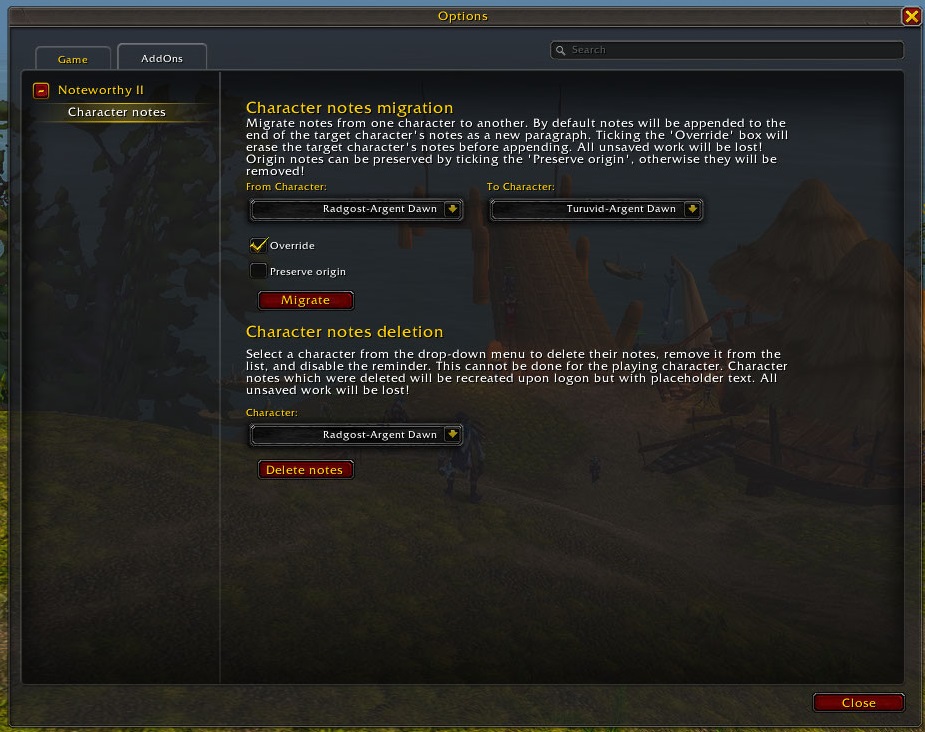 Options
Game
AddOns
Search
Noteworthy II
Character notes
Character notes migration
Migrate notes from one character to another. By default notes will be appended to the
end of the target character's notes as a new paragraph. Ticking the 'Override' box will
erase the target character's notes before appending. All unsaved work will be lost!
Origin notes can be preserved by ticking the 'Preserve origin', otherwise they will be
removed!
From Character:
To Character:
Radgost-Argent Dawn
Turuvid-Argent Dawn
Override
Preserve origin
Migrate
Character notes deletion
Select a character from the drop-down menu to delete their notes, remove it from the
list, and disable the reminder. This cannot be done for the playing character. Character
notes which were deleted will be recreated upon logon but with placeholder text. All
unsaved work will be lost!
Character:
Radgost-Argent Dawn
Delete notes
Close